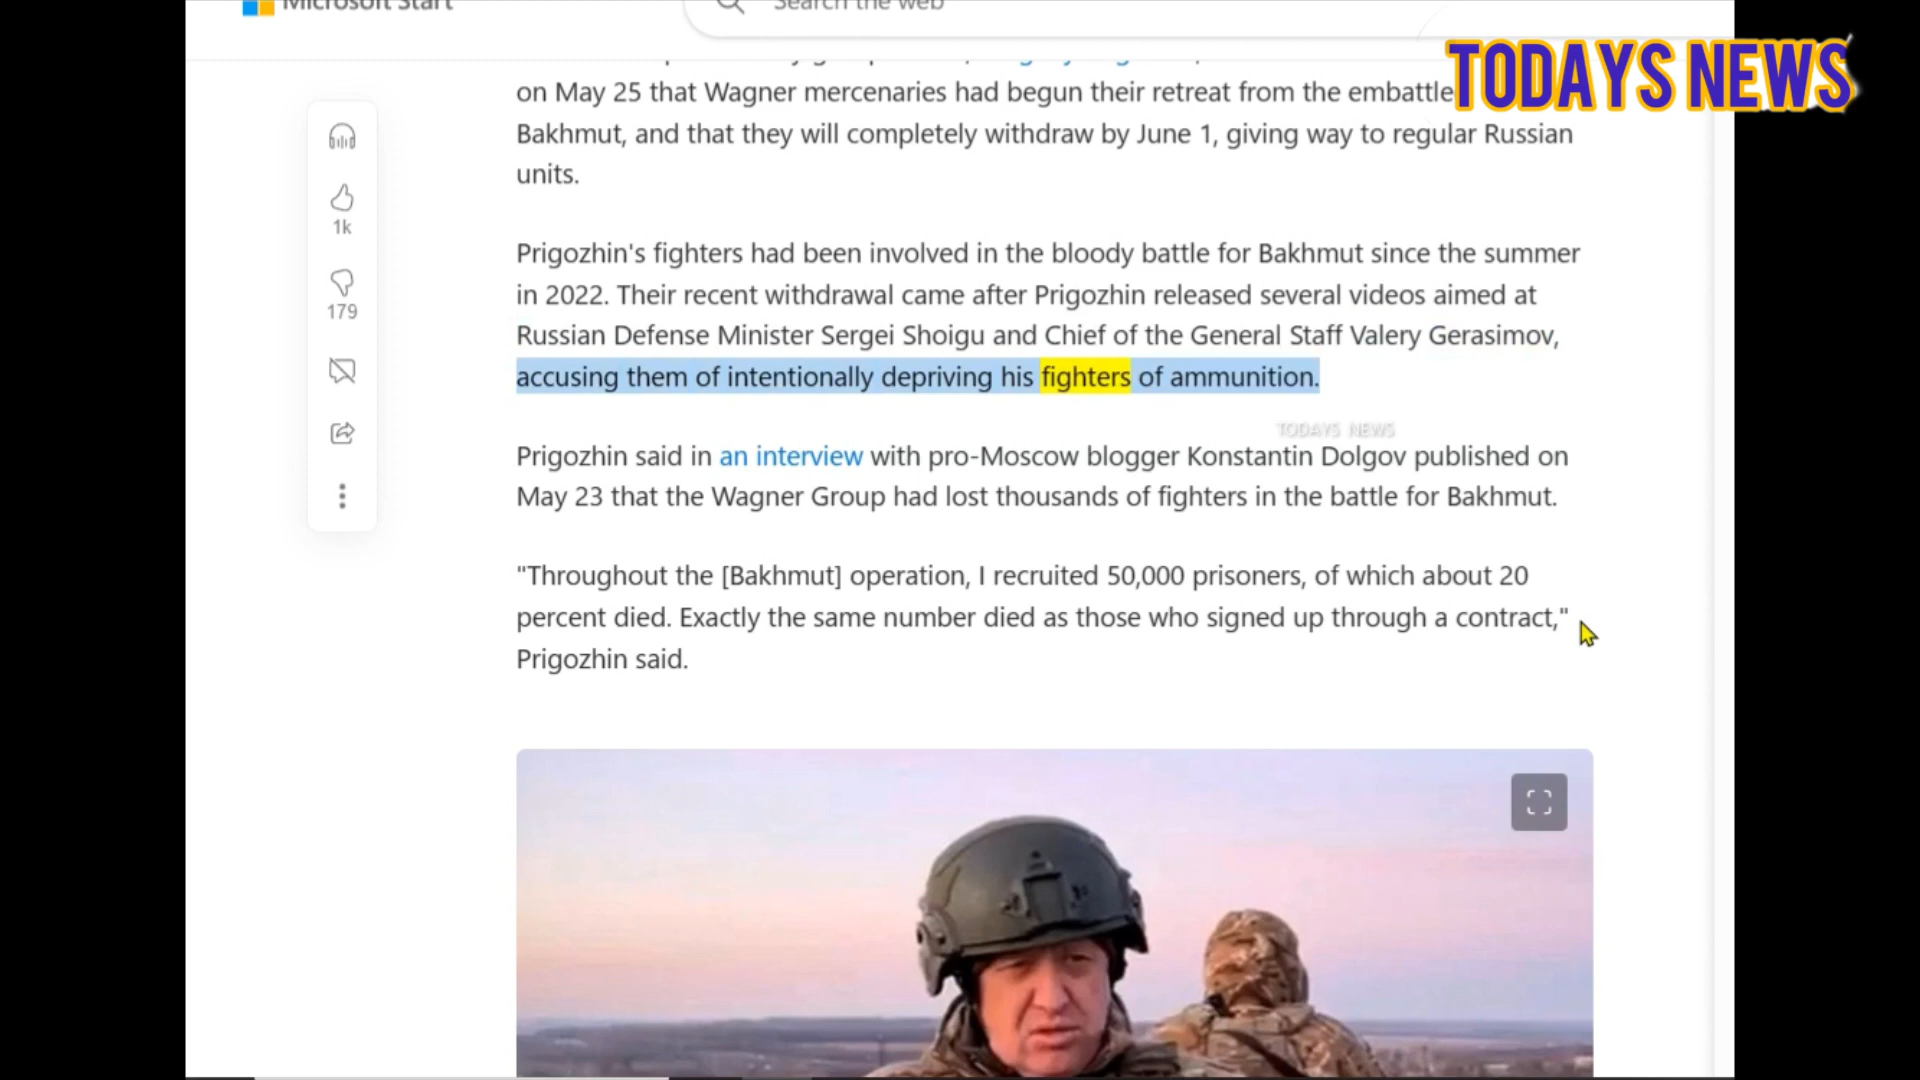 Microsoft Start
Search the web
TODAYS NEWS
on May 25 that Wagner mercenaries had begun their retreat from the embattle
Bakhmut, and that they will completely withdraw by June 1, giving way to regular Russian
units.
1k
179
Prigozhin's fighters had been involved in the bloody battle for Bakhmut since the summer
in 2022. Their recent withdrawal came after Prigozhin released several videos aimed at
Russian Defense Minister Sergei Shoigu and Chief of the General Staff Valery Gerasimov,
accusing them of intentionally depriving his fighters of ammunition.
TODAYS NEWS
Prigozhin said in an interview with pro-Moscow blogger Konstantin Dolgov published on
May 23 that the Wagner Group had lost thousands of fighters in the battle for Bakhmut.
"Throughout the [Bakhmut] operation, I recruited 50,000 prisoners, of which about 20
percent died. Exactly the same number died as those who signed up through a contract,"
Prigozhin said.